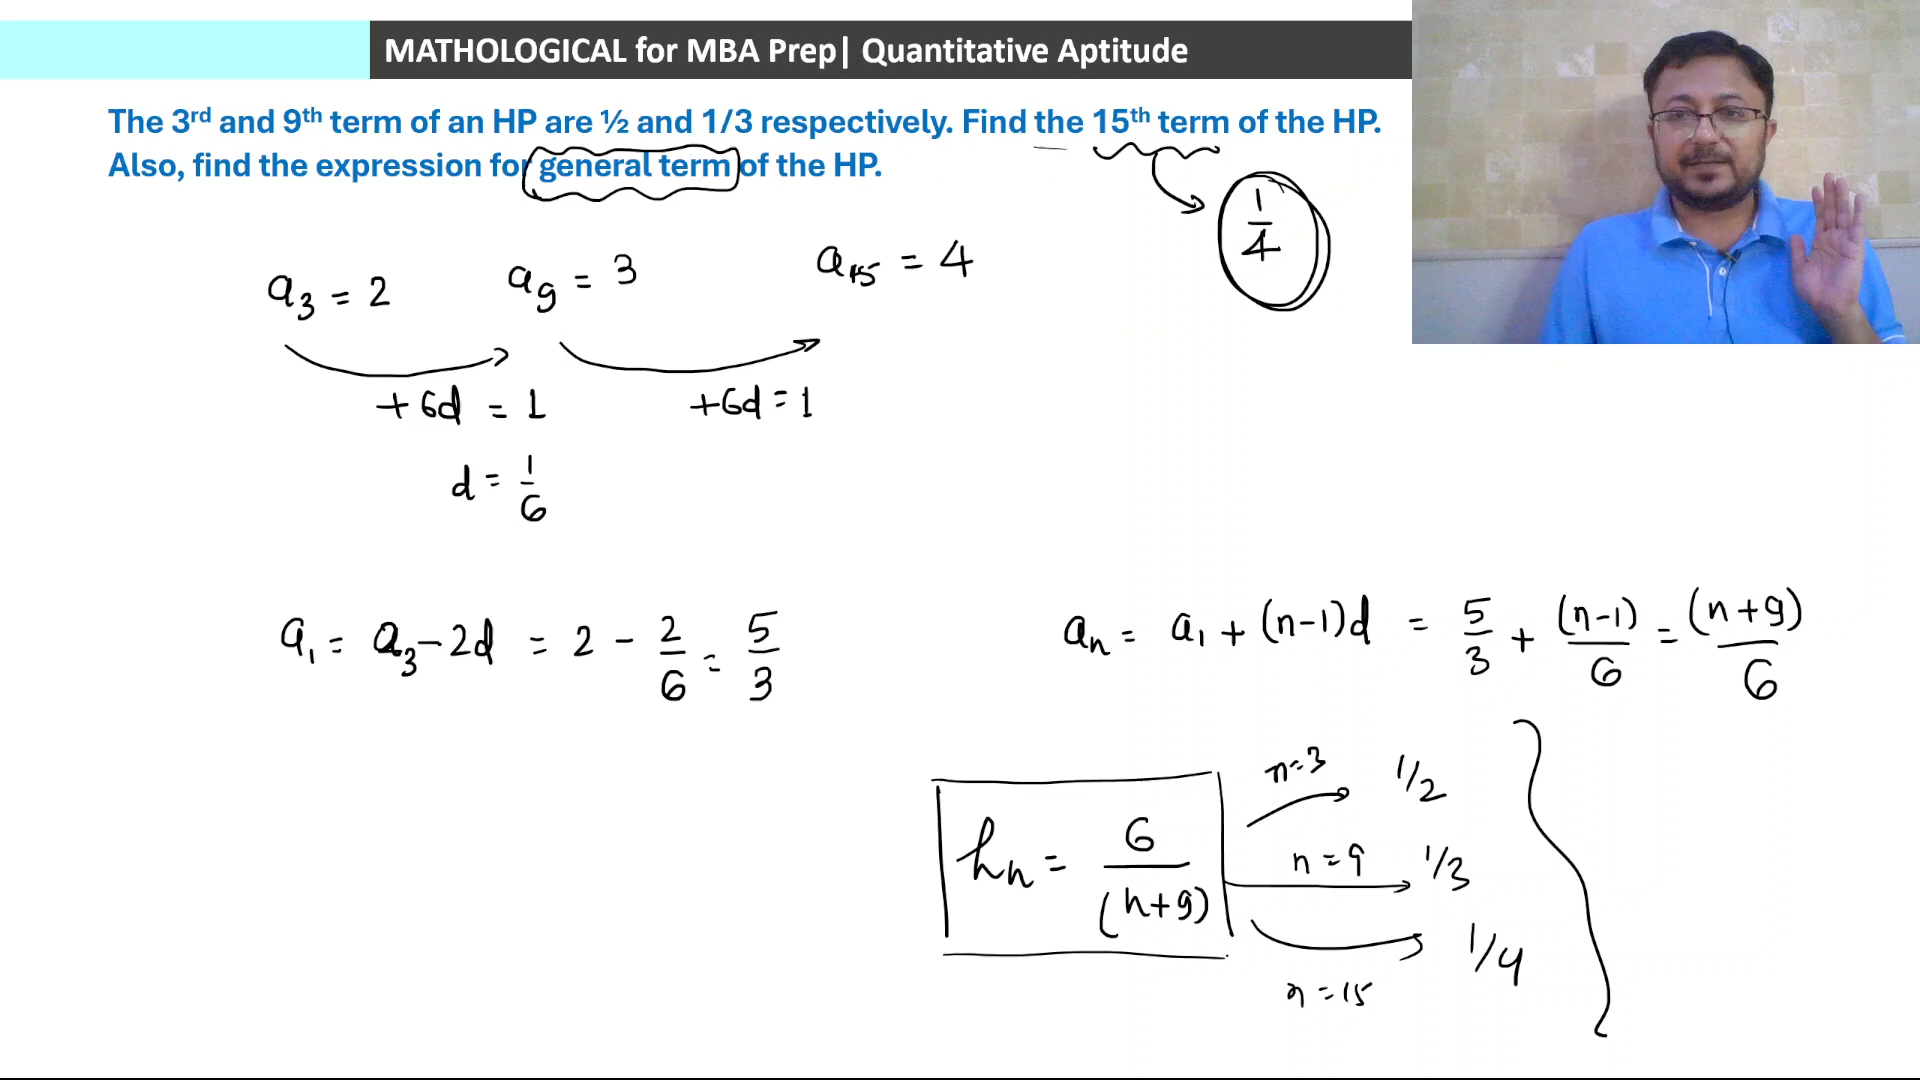 MATHOLOGICAL for MBA Prep| Quantitative Aptitude
The 3rd and 9th term of an HP are ½ and 1/3 respectively. Find the 15th term of the HP.
Also, find the expression for general term of the HP.
1/4
a₃ = 2 a₉ = 3 a₁₅ = 4
+6d = 1 +6d = 1
d = 1/6
a₁ = a₃ - 2d = 2 - 2/6 = 5/3
aₙ = a₁ + (n-1)d = 5/3 + (n-1)/6 = (n+9)/6
hₙ = 6/(n+9)
n=3 1/2
n=9 1/3
n=15 1/4